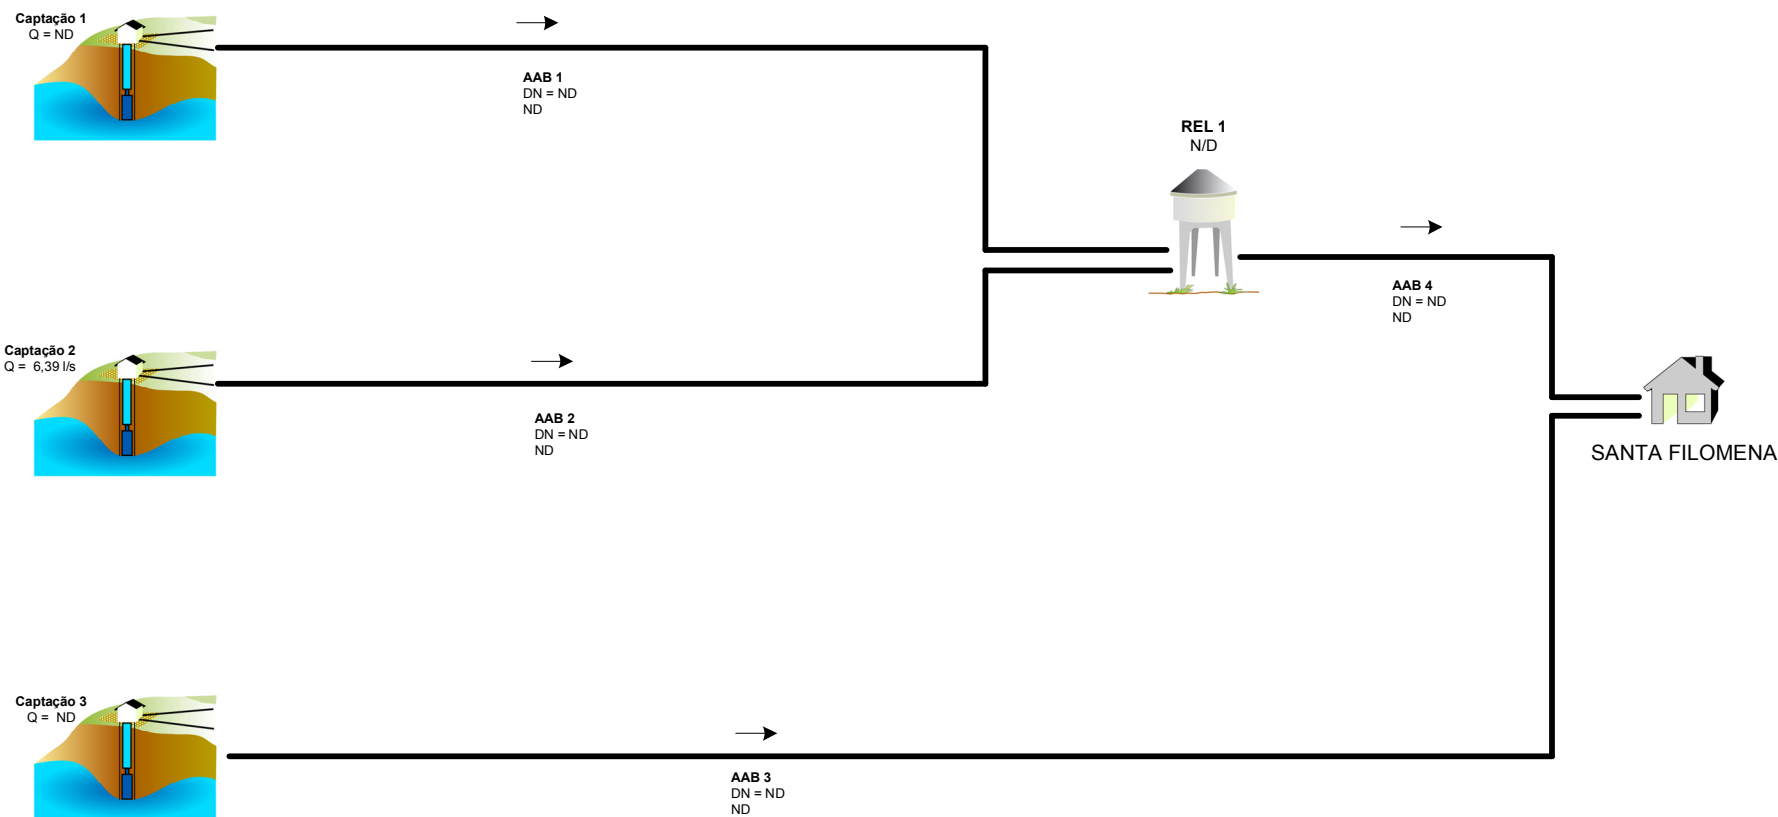 Captação 1
Q = ND
AAB 1
DN = ND
ND
REL 1
N/D
AAB 4
DN = ND
ND
Captação 2
Q =  6,39 l/s
AAB 2
DN = ND
ND
SANTA FILOMENA
Captação 3
Q =  ND
AAB 3
DN = ND
ND